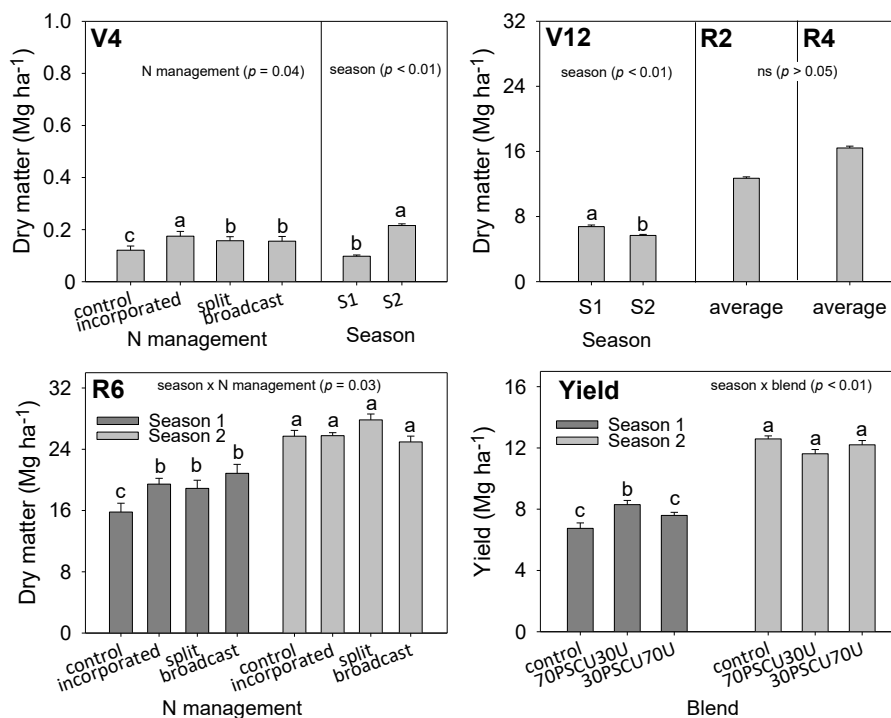 V4
N management (p = 0.04)
season (p < 0.01)
Dry matter (Mg ha-1)
1.0
0.8
0.6
0.4
0.2
0
c
a
b
b
b
a
control
incorporated
split
broadcast
S1
S2
N management
Season
V12
R2
R4
season (p < 0.01)
ns (p > 0.05)
Dry matter (Mg ha-1)
32
24
16
8
0
a
b
S1
S2
average
average
Season
R6
season x N management (p = 0.03)
Season 1
Season 2
Dry matter (Mg ha-1)
32
24
16
8
0
c
b
b
b
a
a
a
a
control
incorporated
split
broadcast
control
incorporated
split
broadcast
N management
Yield
season x blend (p < 0.01)
Season 1
Season 2
Yield (Mg ha-1)
16
12
8
4
0
c
b
c
a
a
a
control
70PSCU30U
30PSCU70U
control
70PSCU30U
30PSCU70U
Blend